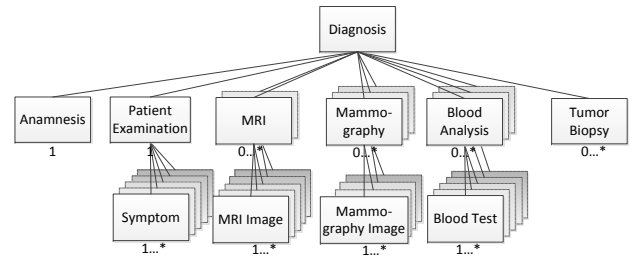 Diagnosis
Anamnesis
Patient
Examination
MRI
Mammo-
graphy
Blood
Analysis
Tumor
Biopsy
1
1
0...*
0...*
0...*
0...*
Symptom
MRI Image
Mammo-
graphy Image
Blood Test
1...*
1...*
1...*
1...*